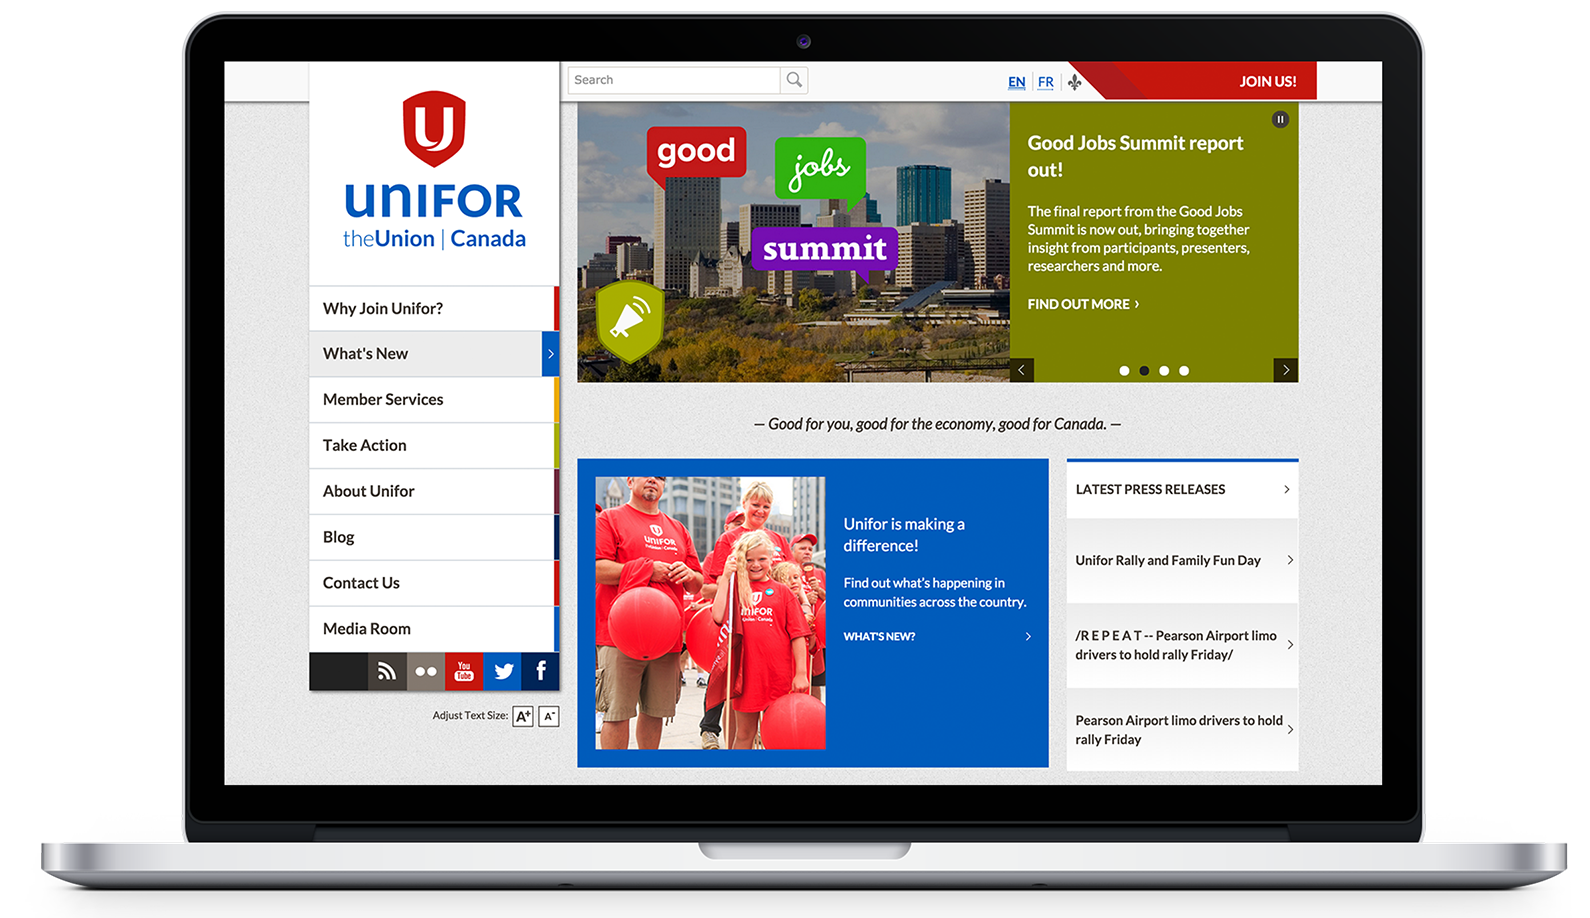 UNIFOR
theUnion | Canada
Search
EN | FR
JOIN US!
Why Join Unifor?
What's New
Member Services
Take Action
About Unifor
Blog
Contact Us
Media Room
You
Tube
Adjust Text Size: A+ A-
good
jobs
summit
Good Jobs Summit report
out!
The final report from the Good Jobs
Summit is now out, bringing together
insight from participants, presenters,
researchers and more.
FIND OUT MORE
— Good for you, good for the economy, good for Canada. —
UNIFOR
UNIFOR
Union | Canada
Unifor is making a
difference!
Find out what's happening in
communities across the country.
WHAT'S NEW?
LATEST PRESS RELEASES
Unifor Rally and Family Fun Day
/R E P E A T -- Pearson Airport limo
drivers to hold rally Friday/
Pearson Airport limo drivers to hold
rally Friday